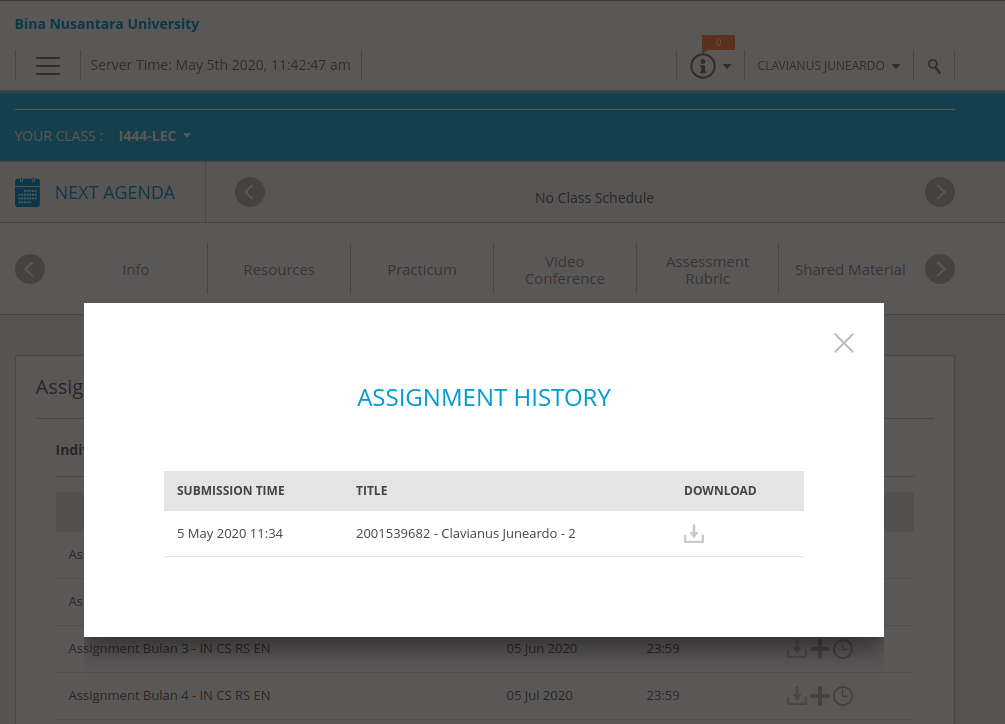 Bina Nusantara University
Server Time: May 5th 2020, 11:42:47 am
0
CLAVIANUS JUNEARDO
YOUR CLASS : I444-LEC
NEXT AGENDA
No Class Schedule
Info
Resources
Practicum
Video
Conference
Assessment
Rubric
Shared Material
Assig
ASSIGNMENT HISTORY
Indi
SUBMISSION TIME TITLE DOWNLOAD
5 May 2020 11:34 2001539682 - Clavianus Juneardo - 2
As
As
Assignment Bulan 3 - IN CS RS EN 05 Jun 2020 23:59
Assignment Bulan 4 - IN CS RS EN 05 Jul 2020 23:59